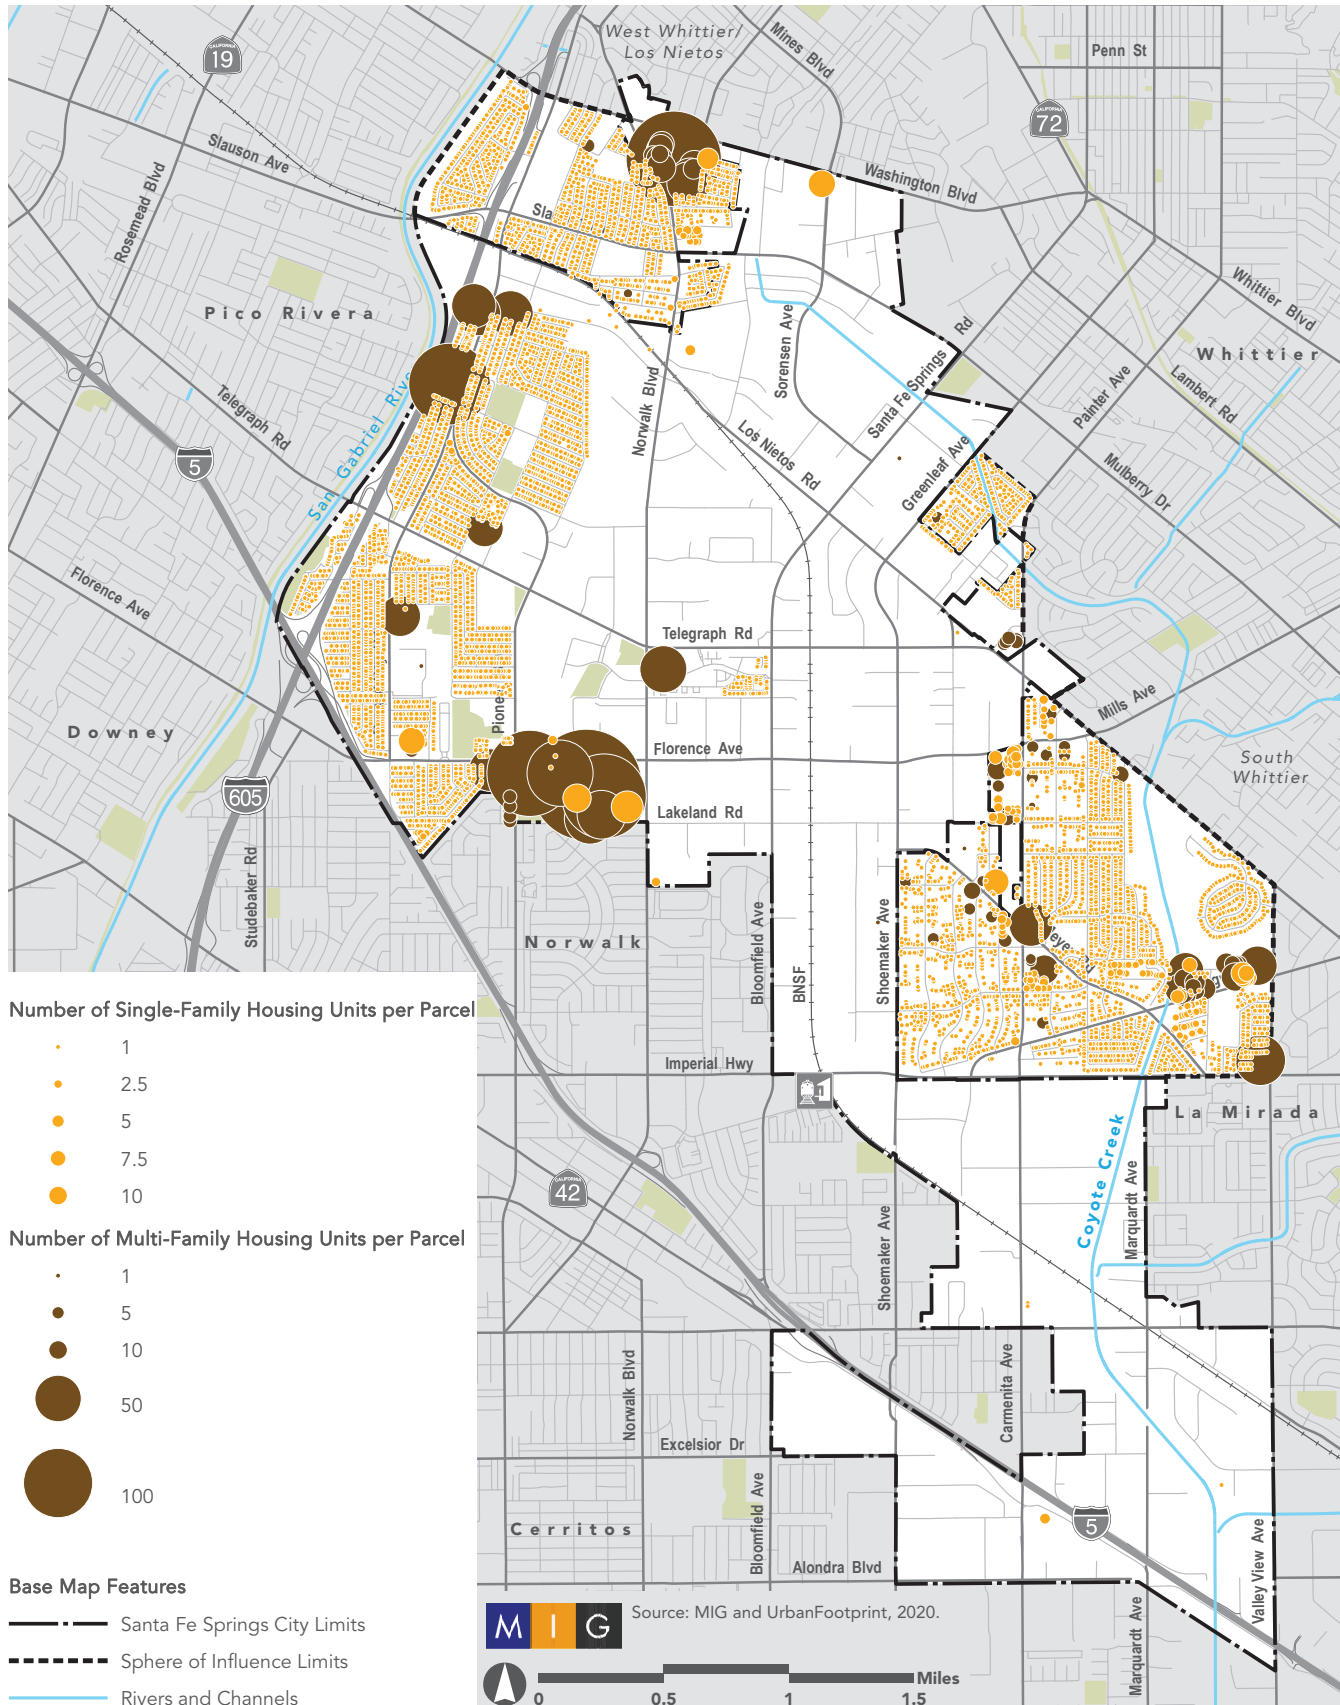 West Whittier/
Los Nietos
Mines Blvd
Penn St
CALIFORNIA
19
CALIFORNIA
72
Slauson Ave
Rosemead Blvd
Washington Blvd
Sla
Whittier Blvd
Pico Rivera
Sorensen Ave
Santa Fe Springs Rd
Whittier
Painter Ave
Lambert Rd
Telegraph Rd
San Gabriel Rive
Norwalk Blvd
Los Nietos Rd
Greenleaf Ave
Mulberry Dr
5
Florence Ave
Telegraph Rd
Pione
Mills Ave
Downey
Florence Ave
South
Whittier
605
Lakeland Rd
Studebaker Rd
Norwalk
Bloomfield Ave
BNSF
Shoemaker Ave
eye
Imperial Hwy
La Mirada
Coyote Creek
Marquardt Ave
CALIFORNIA
42
Shoemaker Ave
Norwalk Blvd
Carmenita Ave
Excelsior Dr
Bloomfield Ave
Cerritos
5
Alondra Blvd
Valley View Ave
Marquardt Ave
Number of Single-Family Housing Units per Parcel
1
2.5
5
7.5
10
Number of Multi-Family Housing Units per Parcel
1
5
10
50
100
Base Map Features
Santa Fe Springs City Limits
Sphere of Influence Limits
Rivers and Channels
MIG
Source: MIG and UrbanFootprint, 2020.
Miles
0 0.5 1 1.5